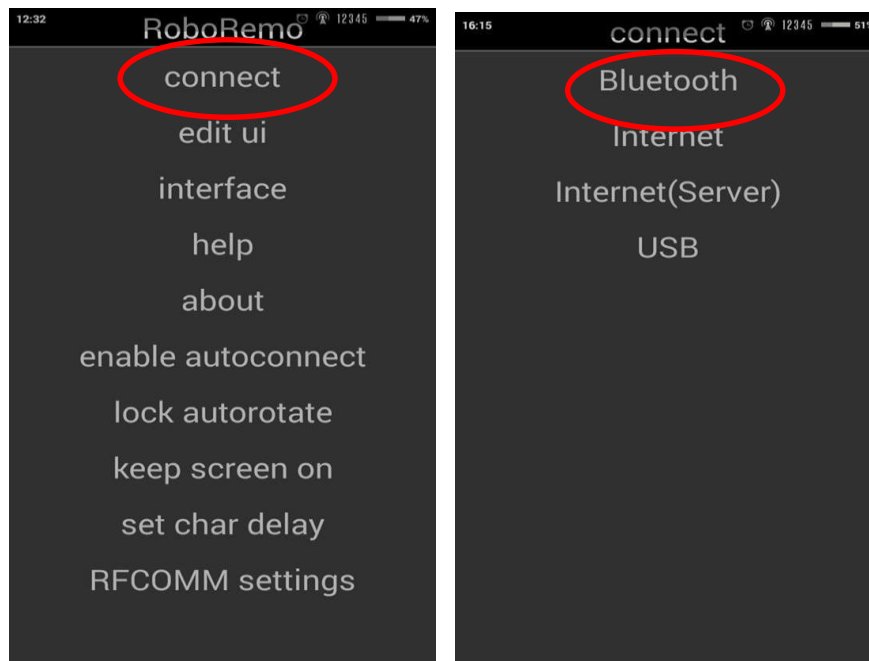 12:32
RoboRemo
12345
47%
connect
edit ui
interface
help
about
enable autoconnect
lock autorotate
keep screen on
set char delay
RFCOMM settings
16:15
connect
12345
51%
Bluetooth
Internet
Internet(Server)
USB